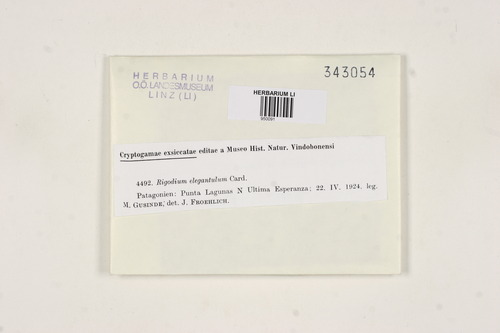 HERBARIUM
O.Ö. LANDESMUSEUM
LINZ (LI)
343054
HERBARIUM LI
Cryptogamae exsiccatae editae a Museo Hist. Natur. Vindobonensi
4492. Rigodium elegantulum Card.
Patagonien: Punta Lagunas N Ultima Esperanza; 22. IV. 1924. leg.
M. GUSINDE, det. J. FROEHLICH.